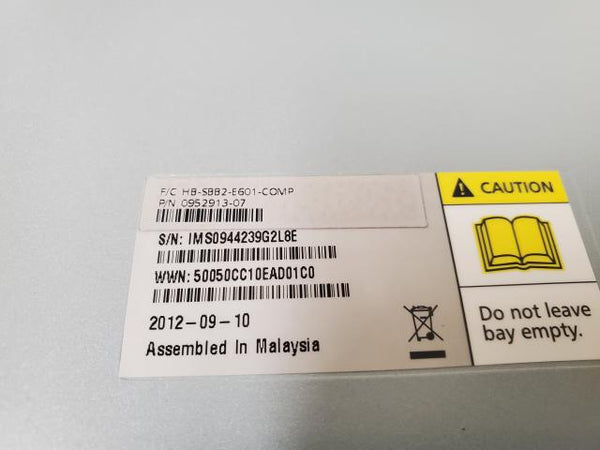 F/C HB-SBB2-E601-COMP
P/N 0952913-07
S/N: IMS0944239G2L8E
WWN: 50050CC10EAD01C0
2012-09-10
Assembled In Malaysia
CAUTION
Do not leave
bay empty.